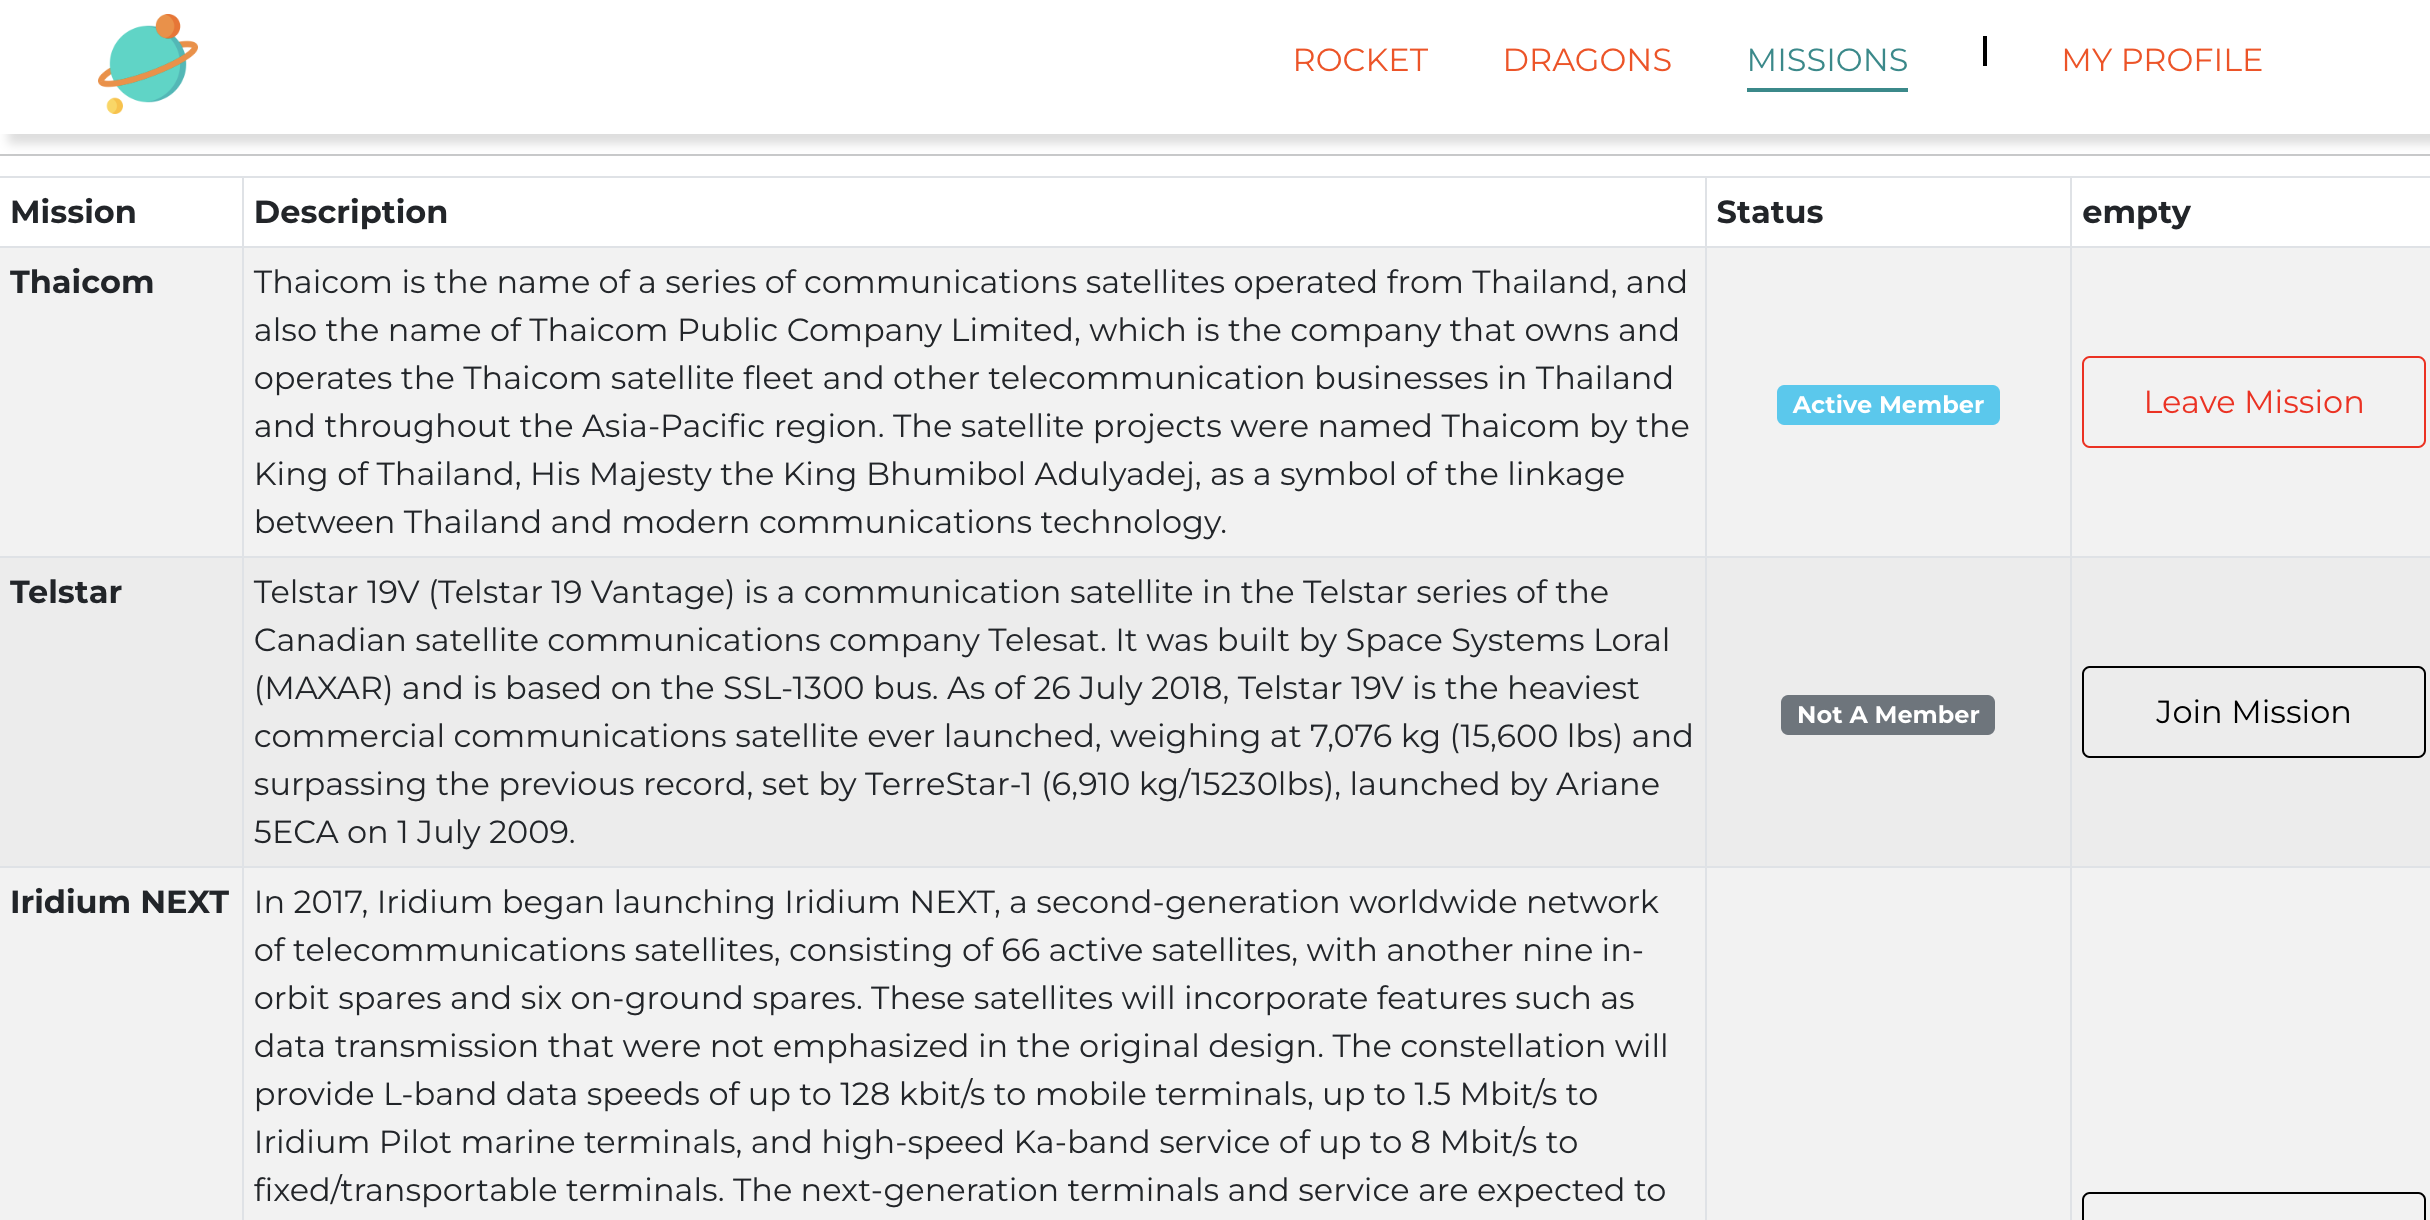 ROCKET DRAGONS MISSIONS | MY PROFILE
Mission Description Status empty
Thaicom
Thaicom is the name of a series of communications satellites operated from Thailand, and
also the name of Thaicom Public Company Limited, which is the company that owns and
operates the Thaicom satellite fleet and other telecommunication businesses in Thailand
and throughout the Asia-Pacific region. The satellite projects were named Thaicom by the
King of Thailand, His Majesty the King Bhumibol Adulyadej, as a symbol of the linkage
between Thailand and modern communications technology.
Active Member
Leave Mission
Telstar
Telstar 19V (Telstar 19 Vantage) is a communication satellite in the Telstar series of the
Canadian satellite communications company Telesat. It was built by Space Systems Loral
(MAXAR) and is based on the SSL-1300 bus. As of 26 July 2018, Telstar 19V is the heaviest
commercial communications satellite ever launched, weighing at 7,076 kg (15,600 lbs) and
surpassing the previous record, set by TerreStar-1 (6,910 kg/15230lbs), launched by Ariane
5ECA on 1 July 2009.
Not A Member
Join Mission
Iridium NEXT
In 2017, Iridium began launching Iridium NEXT, a second-generation worldwide network
of telecommunications satellites, consisting of 66 active satellites, with another nine in-
orbit spares and six on-ground spares. These satellites will incorporate features such as
data transmission that were not emphasized in the original design. The constellation will
provide L-band data speeds of up to 128 kbit/s to mobile terminals, up to 1.5 Mbit/s to
Iridium Pilot marine terminals, and high-speed Ka-band service of up to 8 Mbit/s to
fixed/transportable terminals. The next-generation terminals and service are expected to